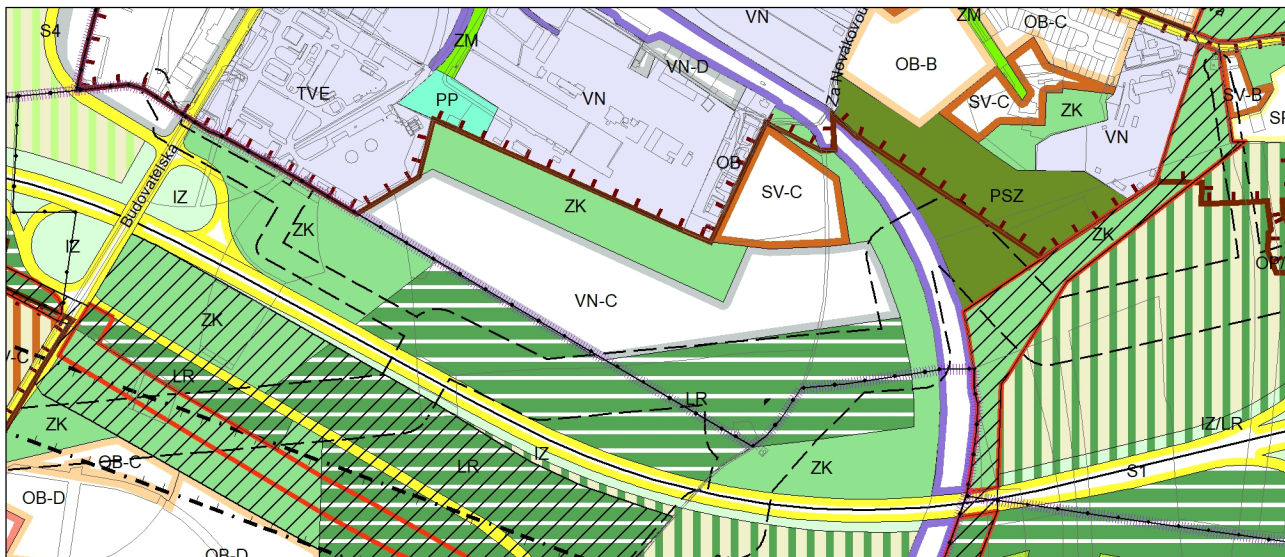 S4
ZM
VN
ZM
OB-C
TVE
VN
VN-D
Za Novákovou
OB-B
SV-C
ZK
VN
SV-B
PP
OB
SV-C
PSZ
ZK
Budovatelská
IZ
ZK
ZK
IZ
VN-C
ZK
LR
LR
IZ/LR
ZK
IZ
LR
ZK
S1
OB-C
OB-D
OB-D